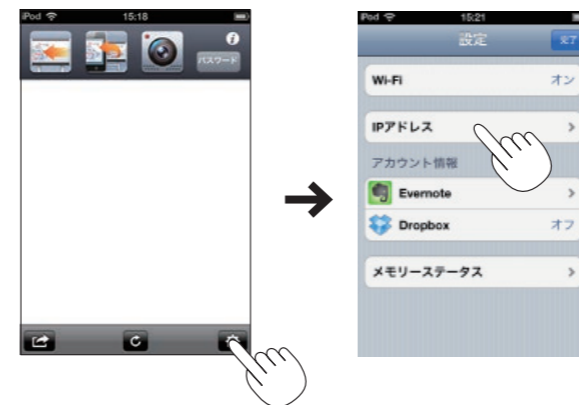 iPod 15:18
i
パスワード
iPod 15:21
設定
完了
Wi-Fi オン
IPアドレス
アカウント情報
Evernote
Dropbox オフ
メモリーステータス